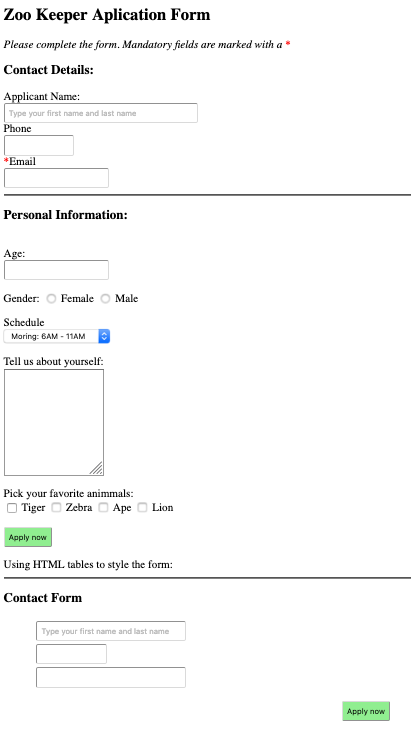 Zoo Keeper Aplication Form
Please complete the form. Mandatory fields are marked with a *
Contact Details:
Applicant Name:
Type your first name and last name
Phone
*Email
Personal Information:
Age:
Gender: Female Male
Schedule
Moring: 6AM - 11AM
Tell us about yourself:
Pick your favorite animmals:
Tiger Zebra Ape Lion
Apply now
Using HTML tables to style the form:
Contact Form
Type your first name and last name
Apply now